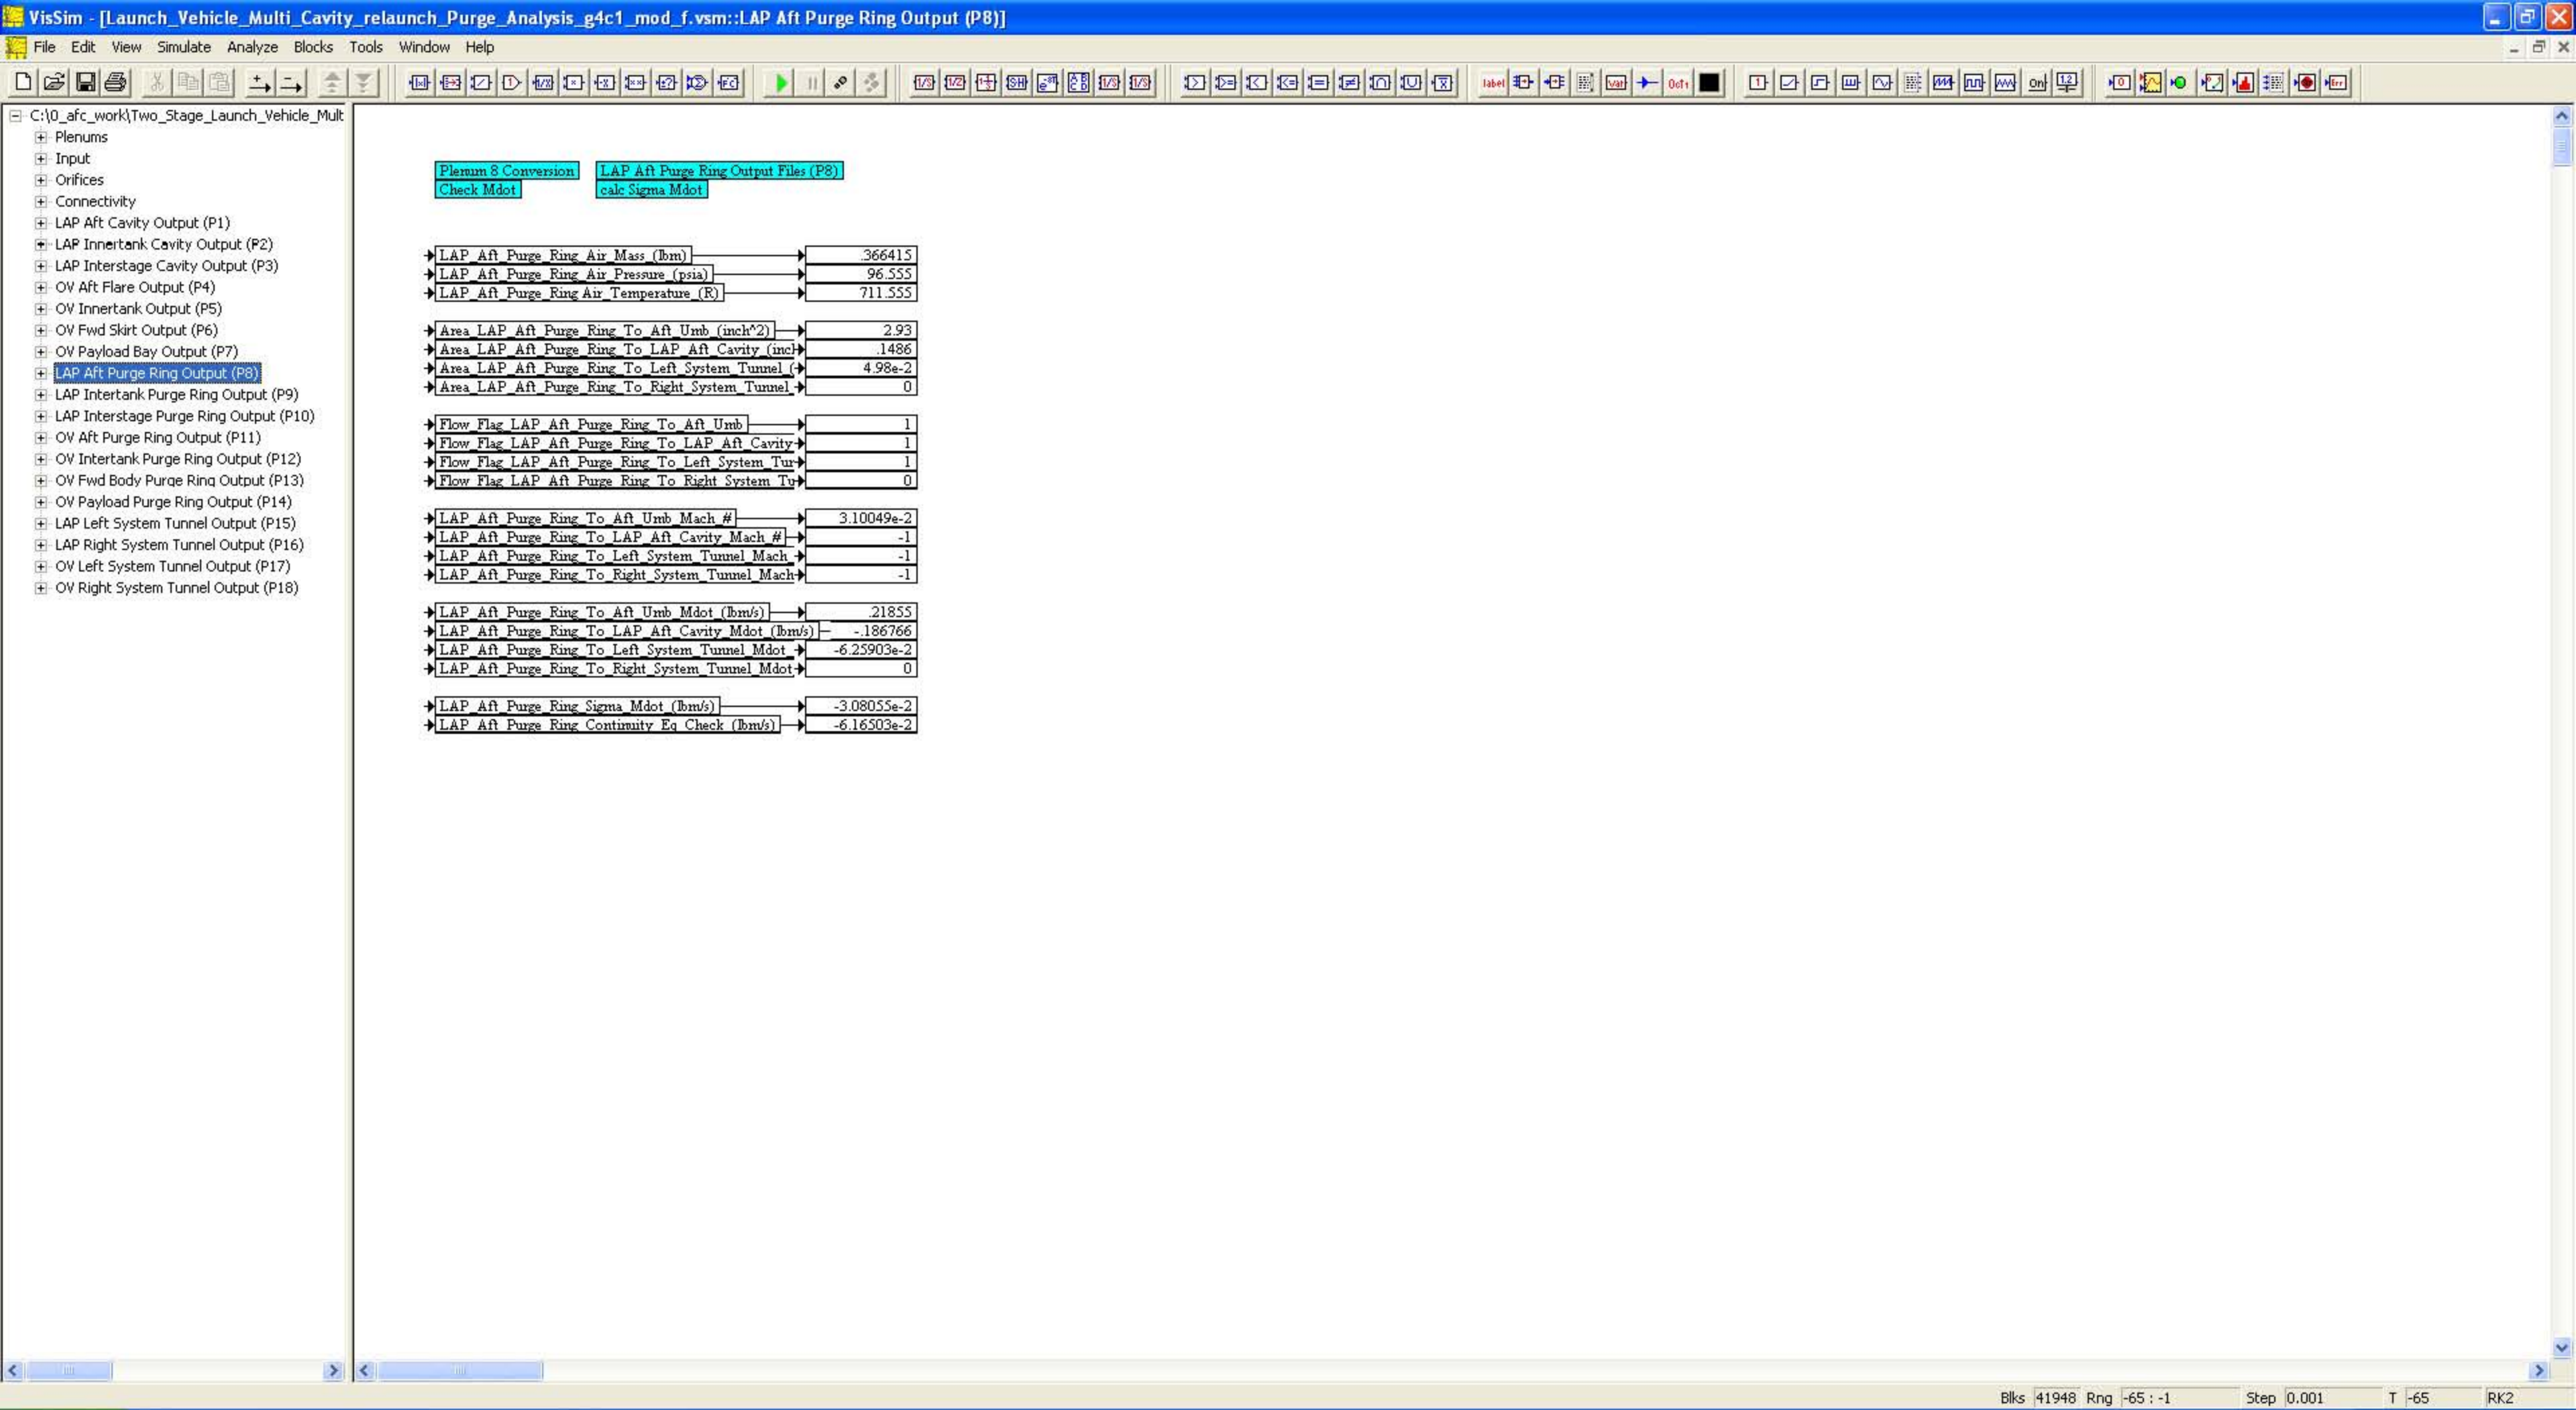 VisSim - [Launch_Vehicle_Multi_Cavity_relaunch_Purge_Analysis_g4c1_mod_f.vsm::LAP Aft Purge Ring Output (P8)]
File Edit View Simulate Analyze Blocks Tools Window Help
C:\0_afc_work\Two_Stage_Launch_Vehicle_Mult
Plenums
Input
Orifices
Connectivity
LAP Aft Cavity Output (P1)
LAP Innertank Cavity Output (P2)
LAP Interstage Cavity Output (P3)
OV Aft Flare Output (P4)
OV Innertank Output (P5)
OV Fwd Skirt Output (P6)
OV Payload Bay Output (P7)
LAP Aft Purge Ring Output (P8)
LAP Intertank Purge Ring Output (P9)
LAP Interstage Purge Ring Output (P10)
OV Aft Purge Ring Output (P11)
OV Intertank Purge Ring Output (P12)
OV Fwd Body Purge Ring Output (P13)
OV Payload Purge Ring Output (P14)
LAP Left System Tunnel Output (P15)
LAP Right System Tunnel Output (P16)
OV Left System Tunnel Output (P17)
OV Right System Tunnel Output (P18)
Plenum 8 Conversion LAP Aft Purge Ring Output Files (P8)
Check Mdot calc Sigma Mdot
LAP_Aft_Purge_Ring_Air_Mass_(lbm) .366415
LAP_Aft_Purge_Ring_Air_Pressure_(psia) 96.555
LAP_Aft_Purge_Ring Air_Temperature_(R) 711.555
Area_LAP_Aft_Purge_Ring_To_Aft_Umb_(inch^2) 2.93
Area_LAP_Aft_Purge_Ring_To_LAP_Aft_Cavity_(incl .1486
Area_LAP_Aft_Purge_Ring_To_Left_System_Tunnel_( 4.98e-2
Area_LAP_Aft_Purge_Ring_To_Right_System_Tunnel_ 0
Flow_Flag_LAP_Aft_Purge_Ring_To_Aft_Umb 1
Flow_Flag_LAP_Aft_Purge_Ring_To_LAP_Aft_Cavity 1
Flow_Flag_LAP_Aft_Purge_Ring_To_Left_System_Tur 1
Flow_Flag_LAP_Aft_Purge_Ring_To_Right_System_Tu 0
LAP_Aft_Purge_Ring_To_Aft_Umb_Mach_# 3.10049e-2
LAP_Aft_Purge_Ring_To_LAP_Aft_Cavity_Mach_# -1
LAP_Aft_Purge_Ring_To_Left_System_Tunnel_Mach_ -1
LAP_Aft_Purge_Ring_To_Right_System_Tunnel_Mach -1
LAP_Aft_Purge_Ring_To_Aft_Umb_Mdot_(lbm/s) .21855
LAP_Aft_Purge_Ring_To_LAP_Aft_Cavity_Mdot_(lbm/s) -.186766
LAP_Aft_Purge_Ring_To_Left_System_Tunnel_Mdot_ -6.25903e-2
LAP_Aft_Purge_Ring_To_Right_System_Tunnel_Mdot 0
LAP_Aft_Purge_Ring_Sigma_Mdot_(lbm/s) -3.08055e-2
LAP_Aft_Purge_Ring_Continuity_Eq_Check_(lbm/s) -6.16503e-2
Blks 41948 Rng -65 : -1 Step 0.001 T -65 RK2